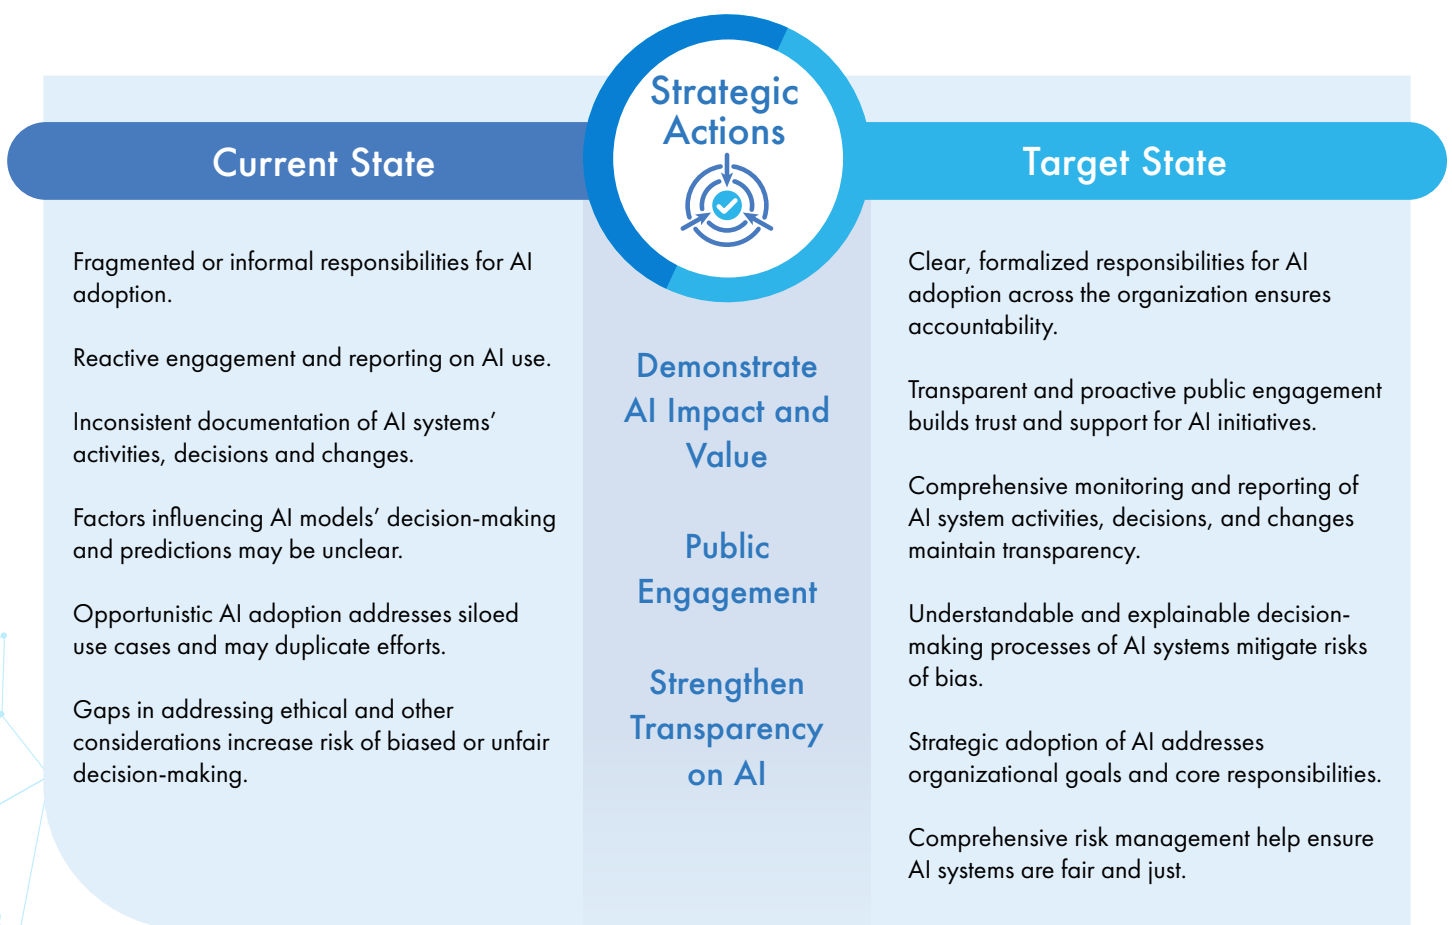 Strategic
Actions
Current State
Target State
Fragmented or informal responsibilities for AI
adoption.
Reactive engagement and reporting on AI use.
Inconsistent documentation of AI systems’
activities, decisions and changes.
Factors influencing AI models’ decision-making
and predictions may be unclear.
Opportunistic AI adoption addresses siloed
use cases and may duplicate efforts.
Gaps in addressing ethical and other
considerations increase risk of biased or unfair
decision-making.
Demonstrate
AI Impact and
Value
Public
Engagement
Strengthen
Transparency
on AI
Clear, formalized responsibilities for AI
adoption across the organization ensures
accountability.
Transparent and proactive public engagement
builds trust and support for AI initiatives.
Comprehensive monitoring and reporting of
AI system activities, decisions, and changes
maintain transparency.
Understandable and explainable decision-
making processes of AI systems mitigate risks
of bias.
Strategic adoption of AI addresses
organizational goals and core responsibilities.
Comprehensive risk management help ensure
AI systems are fair and just.